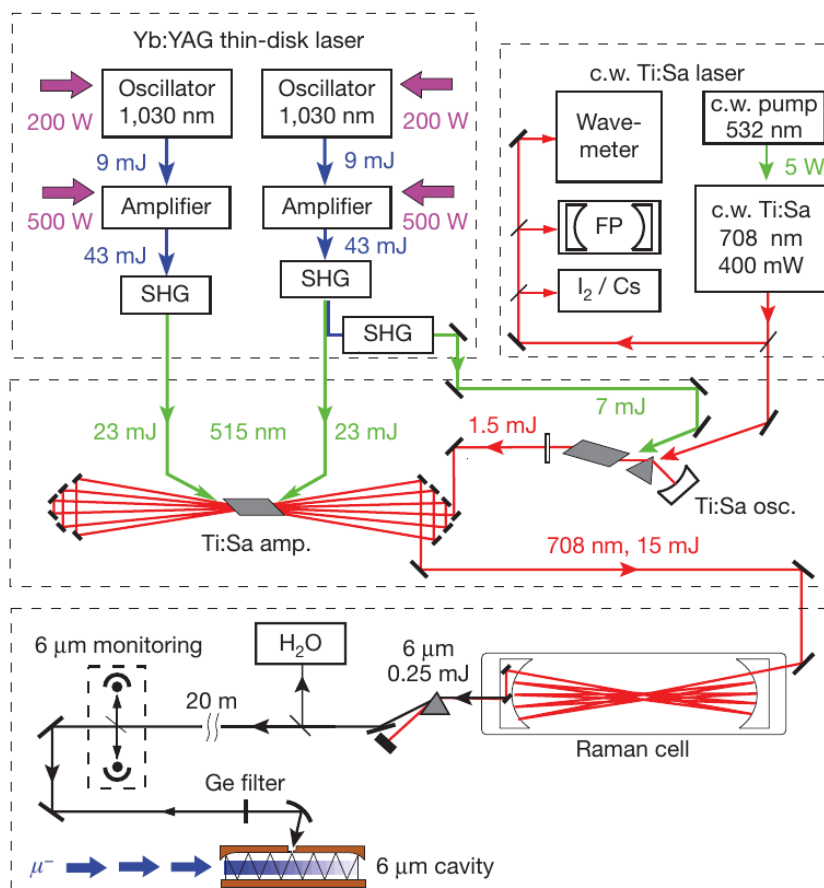 Yb:YAG thin-disk laser
Oscillator
1,030 nm
200 W
9 mJ
500 W
Amplifier
43 mJ
SHG
Oscillator
1,030 nm
200 W
9 mJ
Amplifier
500 W
43 mJ
SHG
SHG
c.w. Ti:Sa laser
Wave-
meter
c.w. pump
532 nm
5 W
FP
c.w. Ti:Sa
708 nm
400 mW
I₂ / Cs
23 mJ
515 nm
23 mJ
7 mJ
1.5 mJ
Ti:Sa osc.
Ti:Sa amp.
708 nm, 15 mJ
6 μm monitoring
H₂O
6 μm
0.25 mJ
20 m
Raman cell
Ge filter
μ⁻
6 μm cavity